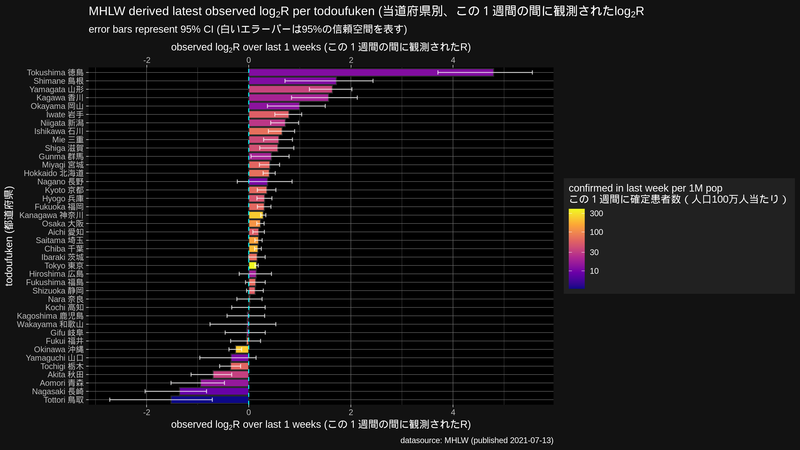 MHLW derived latest observed log2R per todoufuken (当道府県別、この１週間の間に観測されたlog2R
error bars represent 95% CI (白いエラーバーは95%の信頼空間を表す)
observed log2R over last 1 weeks (この１週間の間に観測されたR)
-2 0 2 4
todoufuken (都道府県)
Tokushima 徳島
Shimane 島根
Yamagata 山形
Kagawa 香川
Okayama 岡山
Iwate 岩手
Niigata 新潟
Ishikawa 石川
Mie 三重
Shiga 滋賀
Gunma 群馬
Miyagi 宮城
Hokkaido 北海道
Nagano 長野
Kyoto 京都
Hyogo 兵庫
Fukuoka 福岡
Kanagawa 神奈川
Osaka 大阪
Aichi 愛知
Saitama 埼玉
Chiba 千葉
Ibaraki 茨城
Tokyo 東京
Hiroshima 広島
Fukushima 福島
Shizuoka 静岡
Nara 奈良
Kochi 高知
Kagoshima 鹿児島
Wakayama 和歌山
Gifu 岐阜
Fukui 福井
Okinawa 沖縄
Yamaguchi 山口
Tochigi 栃木
Akita 秋田
Aomori 青森
Nagasaki 長崎
Tottori 鳥取
-2 0 2 4
observed log2R over last 1 weeks (この１週間の間に観測されたR)
confirmed in last week per 1M pop
この１週間に確定患者数（人口100万人当たり）
300
100
30
10
datasource: MHLW (published 2021-07-13)